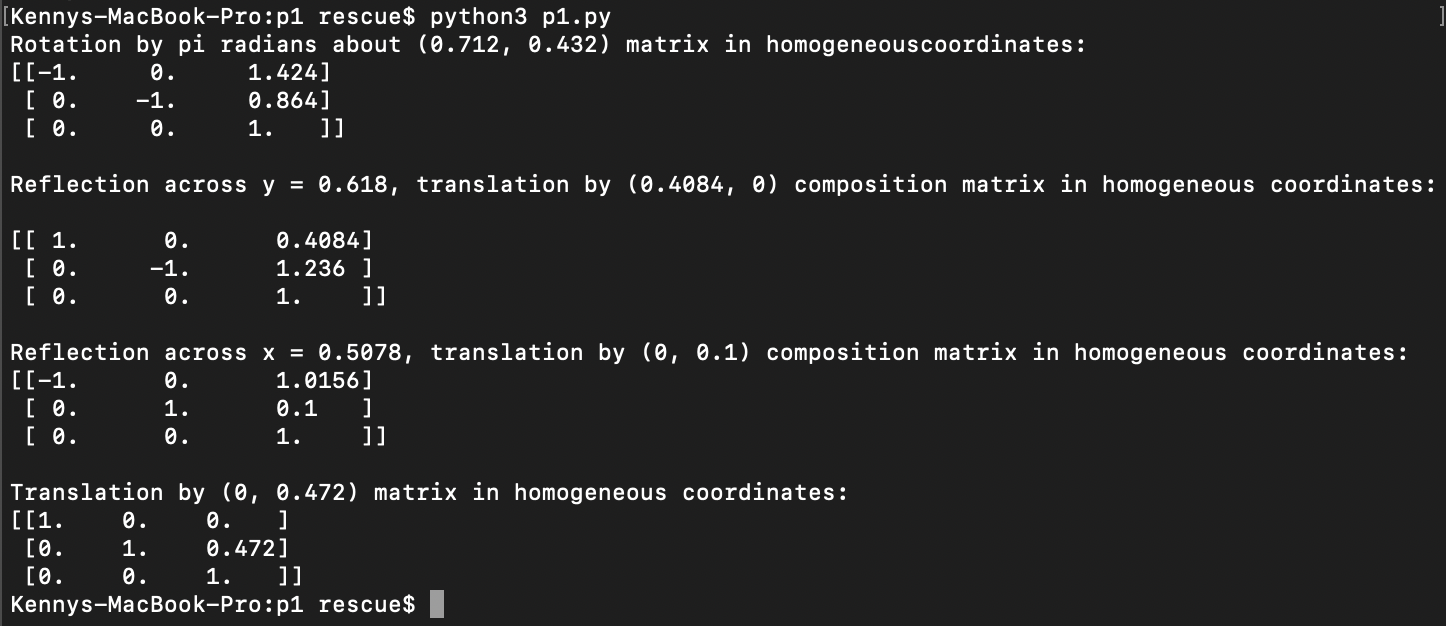 [Kennys-MacBook-Pro:p1 rescue$ python3 p1.py ]
Rotation by pi radians about (0.712, 0.432) matrix in homogeneouscoordinates:
[[-1.     0.     1.424]
 [ 0.    -1.     0.864]
 [ 0.     0.     1.   ]]
Reflection across y = 0.618, translation by (0.4084, 0) composition matrix in homogeneous coordinates:
[[ 1.      0.      0.4084]
 [ 0.     -1.      1.236 ]
 [ 0.      0.      1.    ]]
Reflection across x = 0.5078, translation by (0, 0.1) composition matrix in homogeneous coordinates:
[[-1.      0.      1.0156]
 [ 0.      1.      0.1   ]
 [ 0.      0.      1.    ]]
Translation by (0, 0.472) matrix in homogeneous coordinates:
[[1.    0.    0.   ]
 [0.    1.    0.472]
 [0.    0.    1.   ]]
Kennys-MacBook-Pro:p1 rescue$